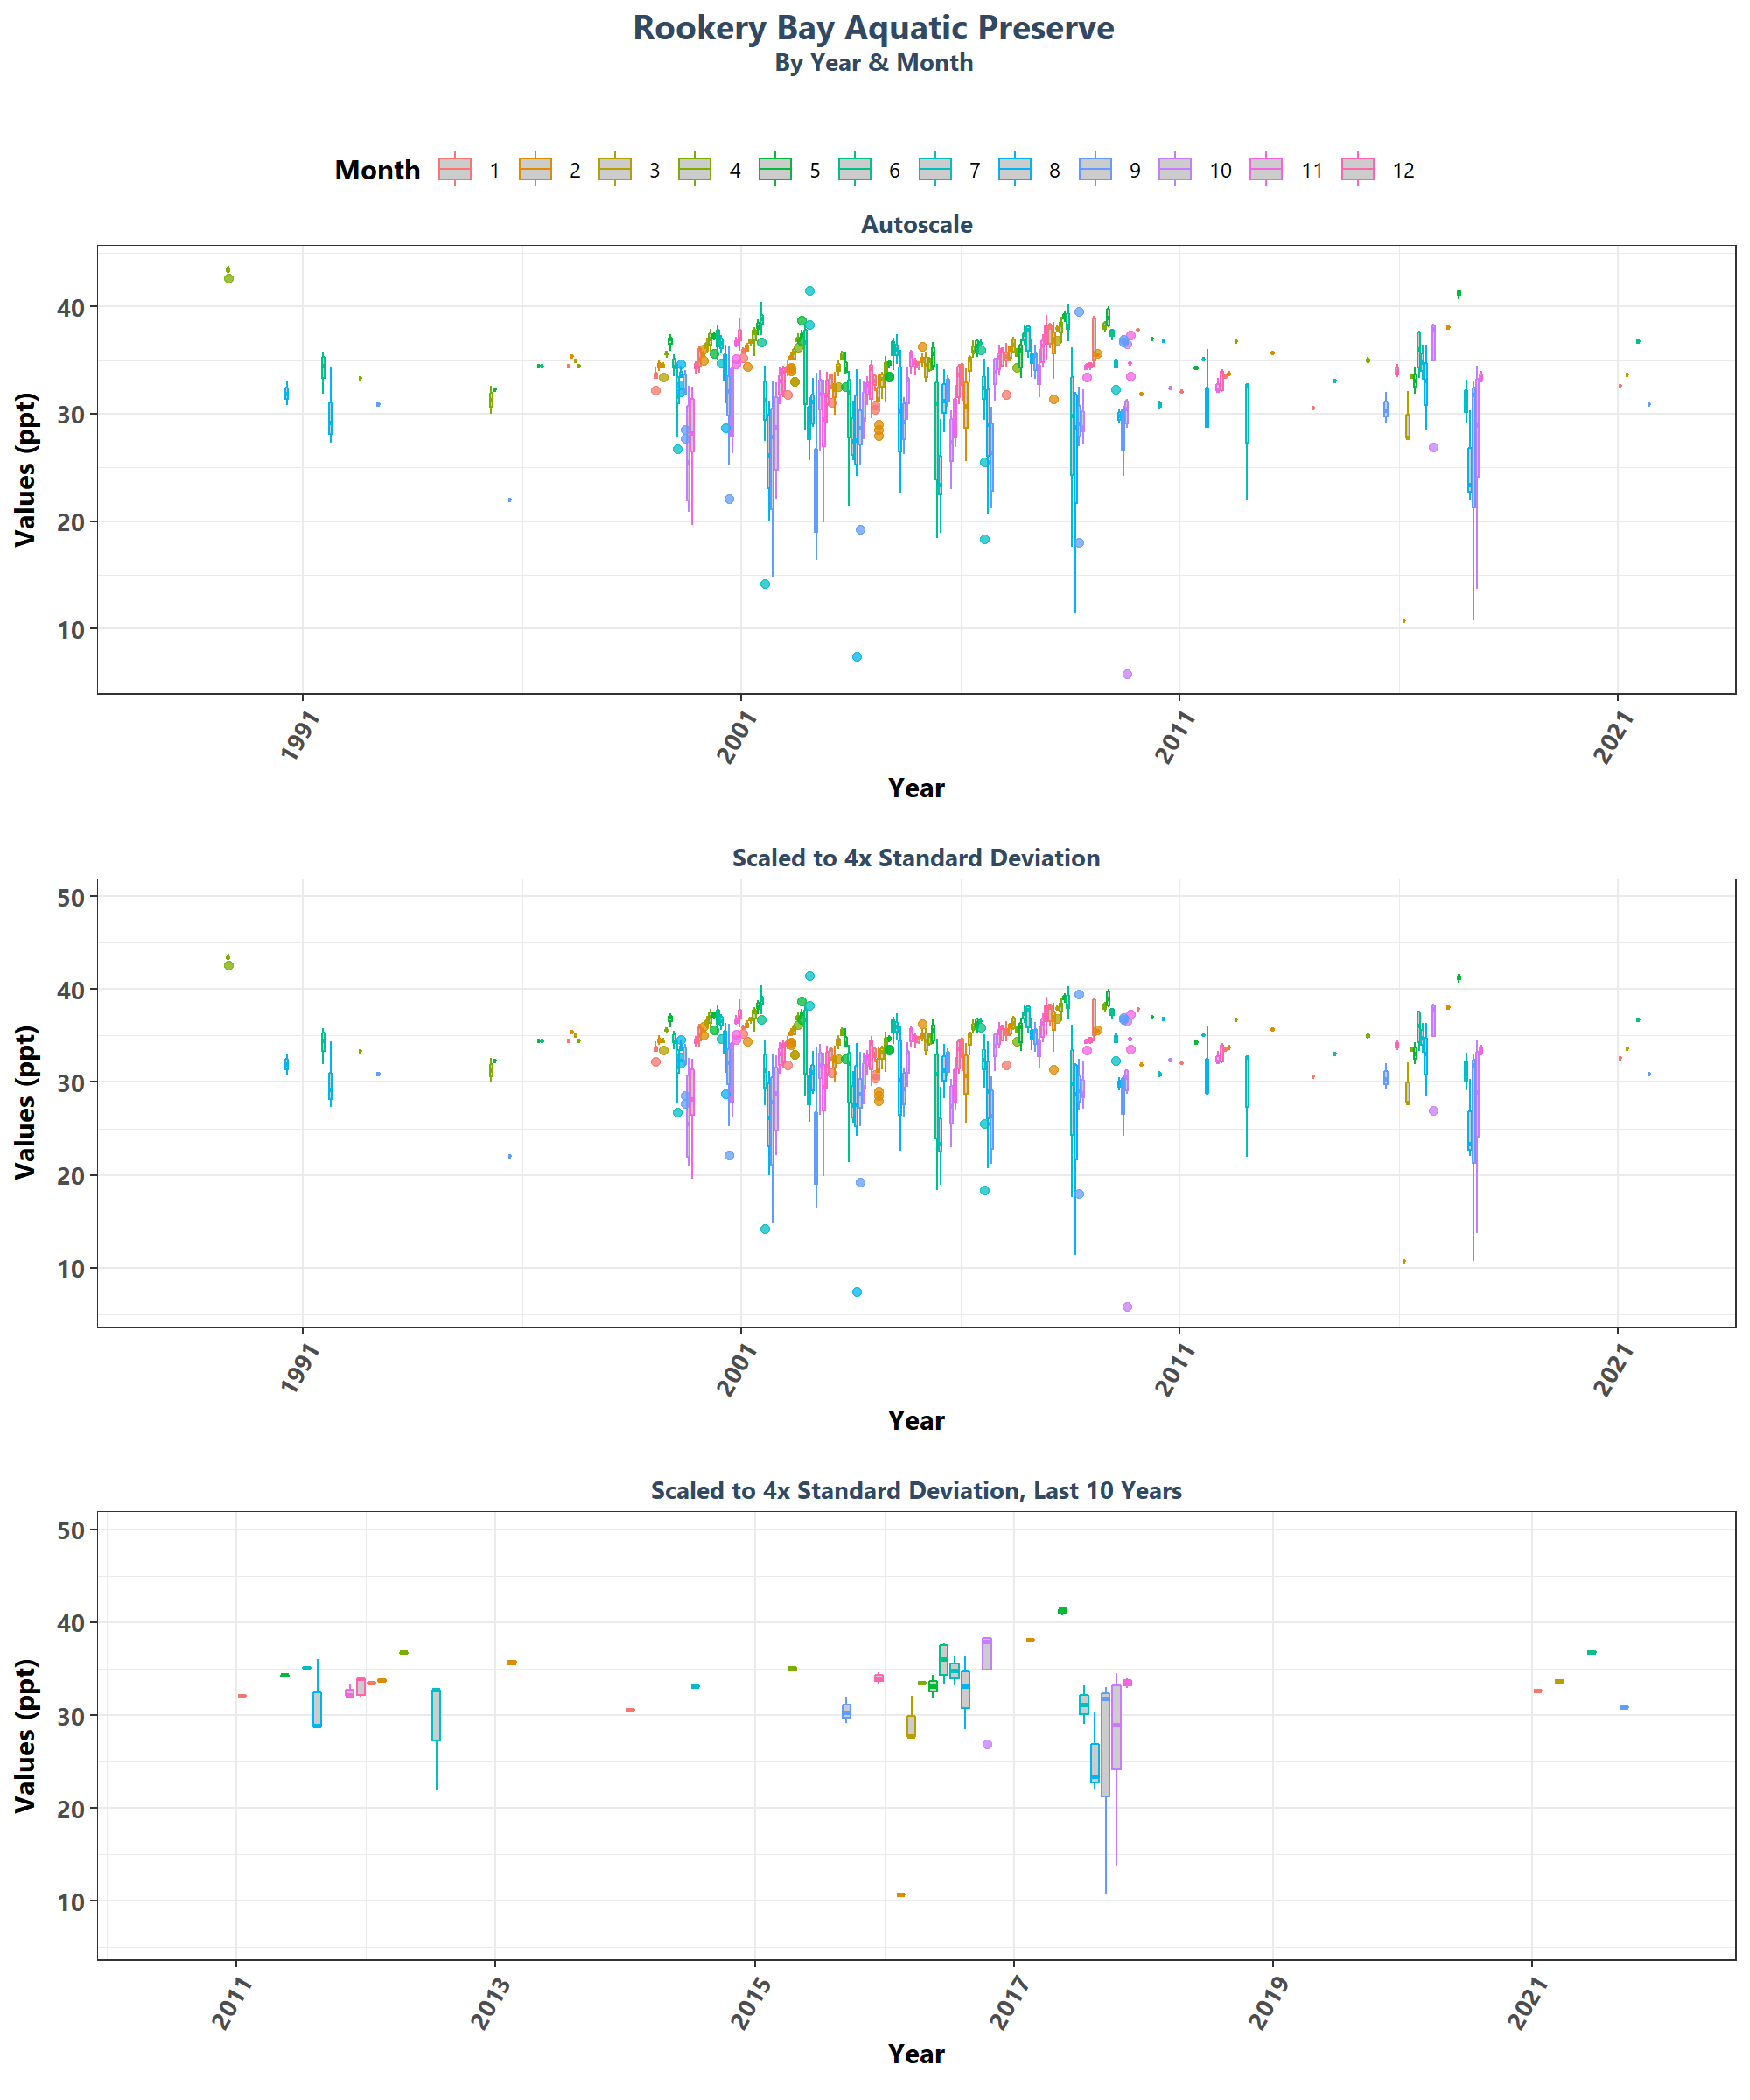 Rookery Bay Aquatic Preserve
By Year & Month
Month 1 2 3 4 5 6 7 8 9 10 11 12
Autoscale
Values (ppt)
40
30
20
10
1991 2001 2011 2021
Year
Scaled to 4x Standard Deviation
Values (ppt)
50
40
30
20
10
1991 2001 2011 2021
Year
Scaled to 4x Standard Deviation, Last 10 Years
Values (ppt)
50
40
30
20
10
2011 2013 2015 2017 2019 2021
Year